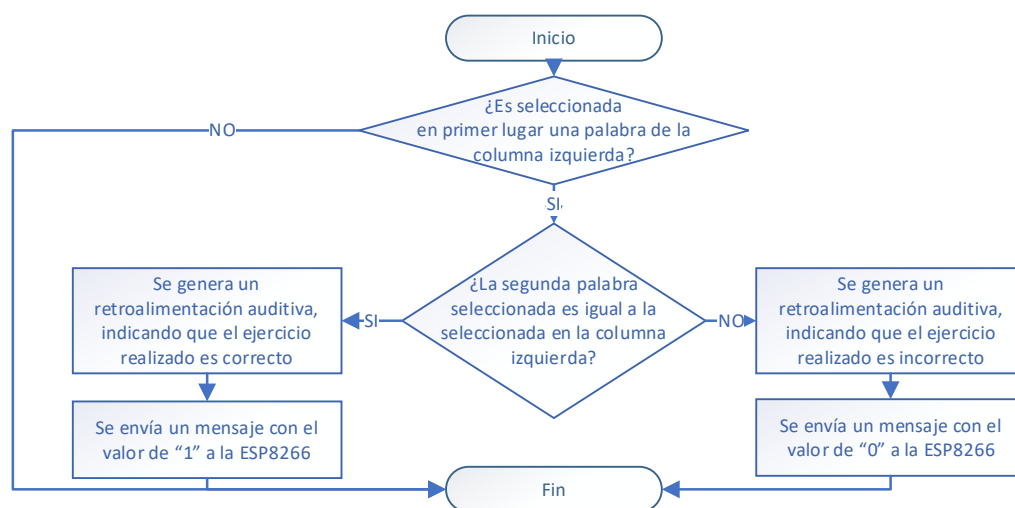 Inicio
¿Es seleccionada
en primer lugar una palabra de la
columna izquierda?
NO
SI
Se genera un
retroalimentación auditiva,
indicando que el ejercicio
realizado es correcto
SI
¿La segunda palabra
seleccionada es igual a la
seleccionada en la columna
izquierda?
NO
Se genera un
retroalimentación auditiva,
indicando que el ejercicio
realizado es incorrecto
Se envía un mensaje con el
valor de “1” a la ESP8266
Se envía un mensaje con el
valor de “0” a la ESP8266
Fin